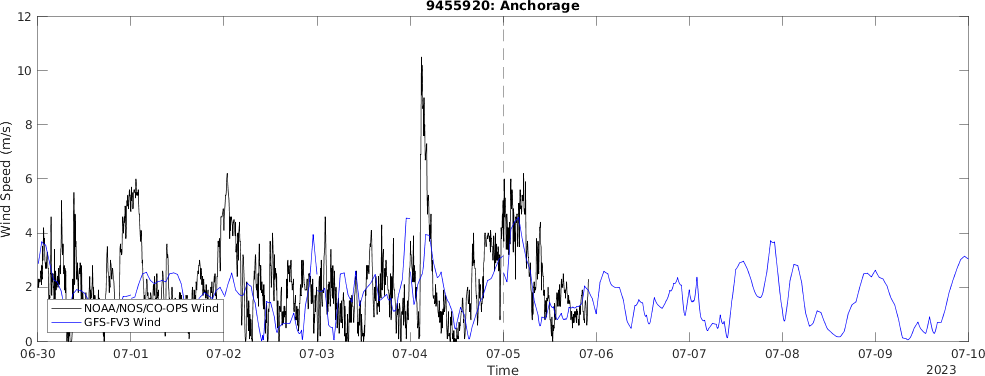 9455920: Anchorage
Wind Speed (m/s)
12
10
8
6
4
2
0
NOAA/NOS/CO-OPS Wind
GFS-FV3 Wind
06-30 07-01 07-02 07-03 07-04 07-05 07-06 07-07 07-08 07-09 07-10
Time
2023